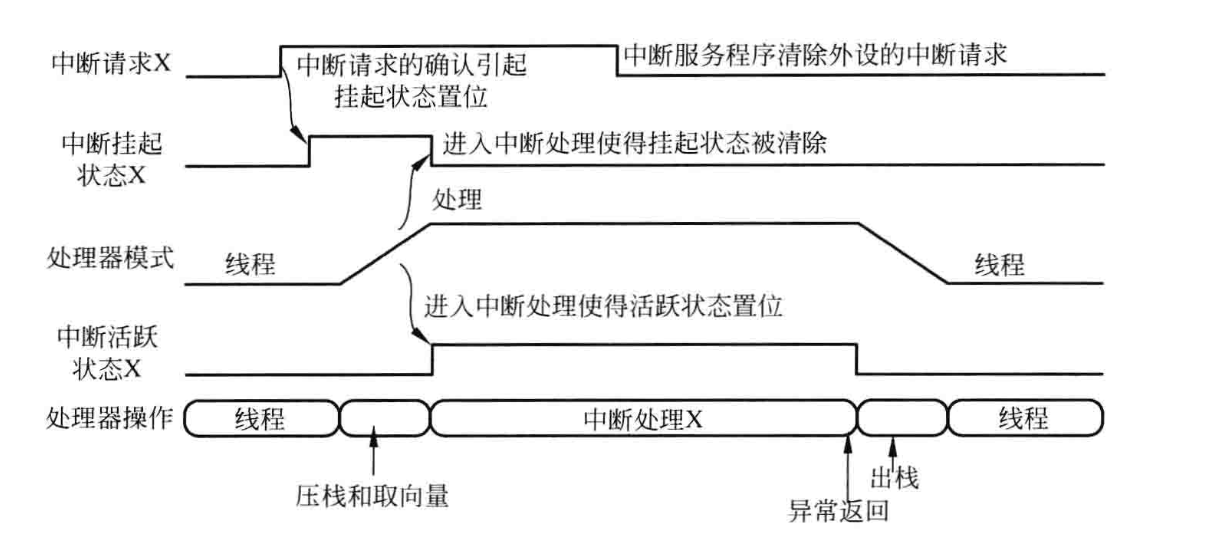 中断请求X
中断请求的确认引起
挂起状态置位
中断服务程序清除外设的中断请求
中断挂起
状态X
进入中断处理使得挂起状态被清除
处理
处理器模式
线程
线程
进入中断处理使得活跃状态置位
中断活跃
状态X
处理器操作
线程
中断处理X
线程
压栈和取向量
出栈
异常返回